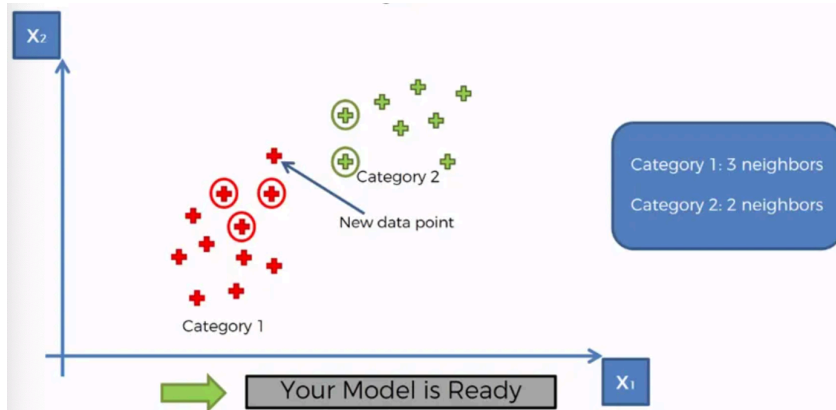 X2
Category 2
New data point
Category 1
Category 1: 3 neighbors
Category 2: 2 neighbors
X1
Your Model is Ready